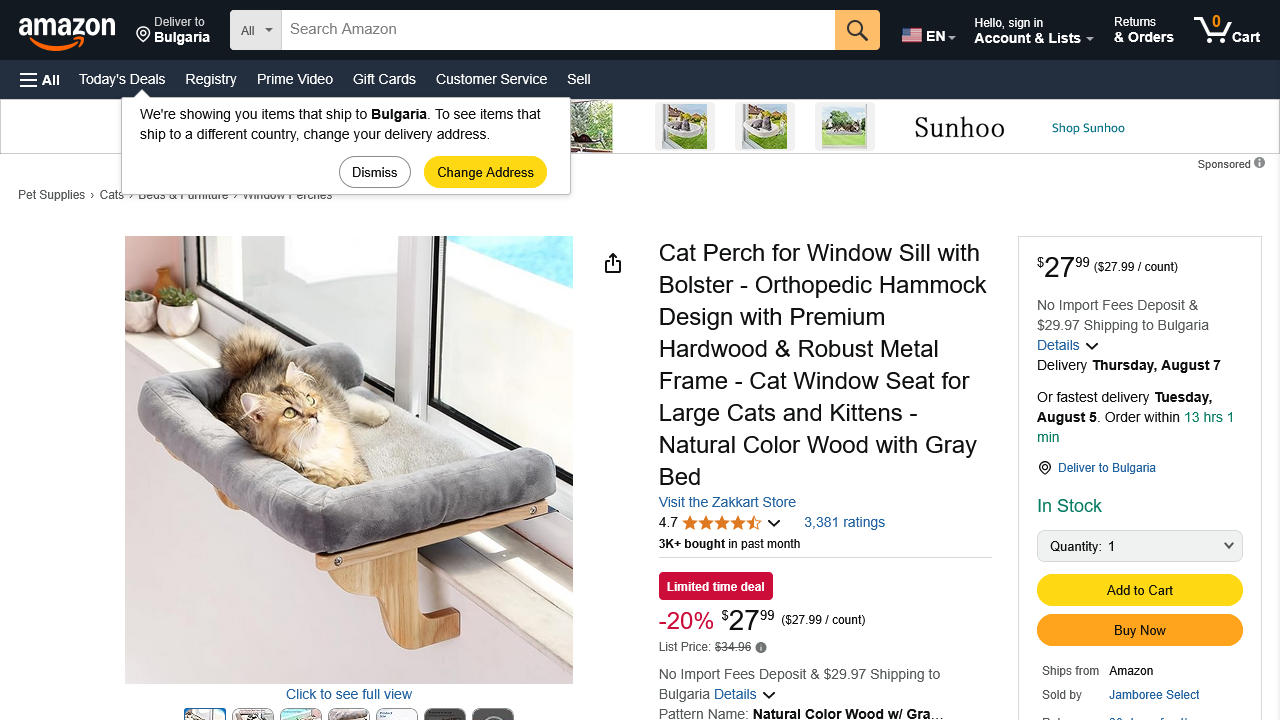 amazon
Deliver to
Bulgaria
All
Search Amazon
EN
Hello, sign in
Account & Lists
Returns
& Orders
0
Cart
All
Today's Deals
Registry
Prime Video
Gift Cards
Customer Service
Sell
We're showing you items that ship to Bulgaria. To see items that
ship to a different country, change your delivery address.
Dismiss
Change Address
Sunhoo
Shop Sunhoo
Sponsored
Pet Supplies › Cats › Beds & Furniture › Window Perches
Cat Perch for Window Sill with
Bolster - Orthopedic Hammock
Design with Premium
Hardwood & Robust Metal
Frame - Cat Window Seat for
Large Cats and Kittens -
Natural Color Wood with Gray
Bed
Visit the Zakkart Store
4.7
3,381 ratings
3K+ bought in past month
Limited time deal
-20% $27.99 ($27.99 / count)
List Price: $34.96
No Import Fees Deposit & $29.97 Shipping to
Bulgaria Details
Pattern Name: Natural Color Wood w/ Gra...
Click to see full view
$27.99 ($27.99 / count)
No Import Fees Deposit &
$29.97 Shipping to Bulgaria
Details
Delivery Thursday, August 7
Or fastest delivery Tuesday,
August 5. Order within 13 hrs 1
min
Deliver to Bulgaria
In Stock
Quantity: 1
Add to Cart
Buy Now
Ships from Amazon
Sold by Jamboree Select